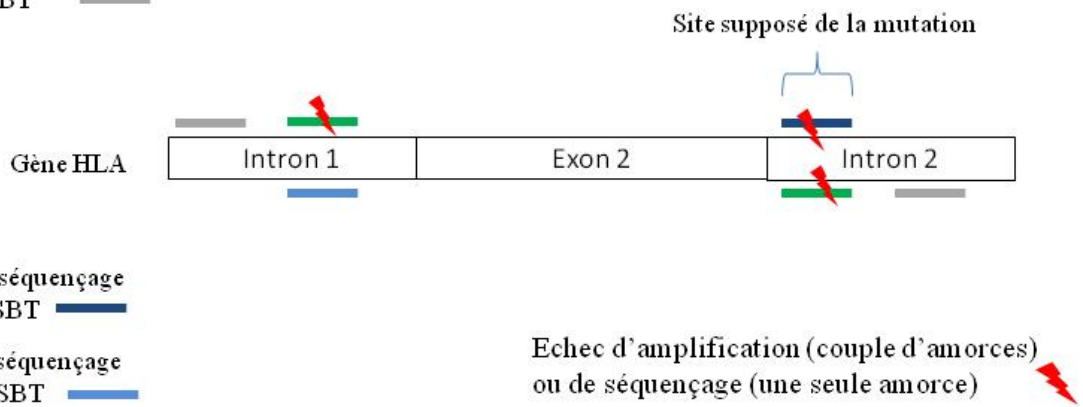 Site supposé de la mutation
Gène HLA
Intron 1
Exon 2
Intron 2
séquençage
SBT
séquençage
SBT
Echec d’amplification (couple d’amorces)
ou de séquençage (une seule amorce)